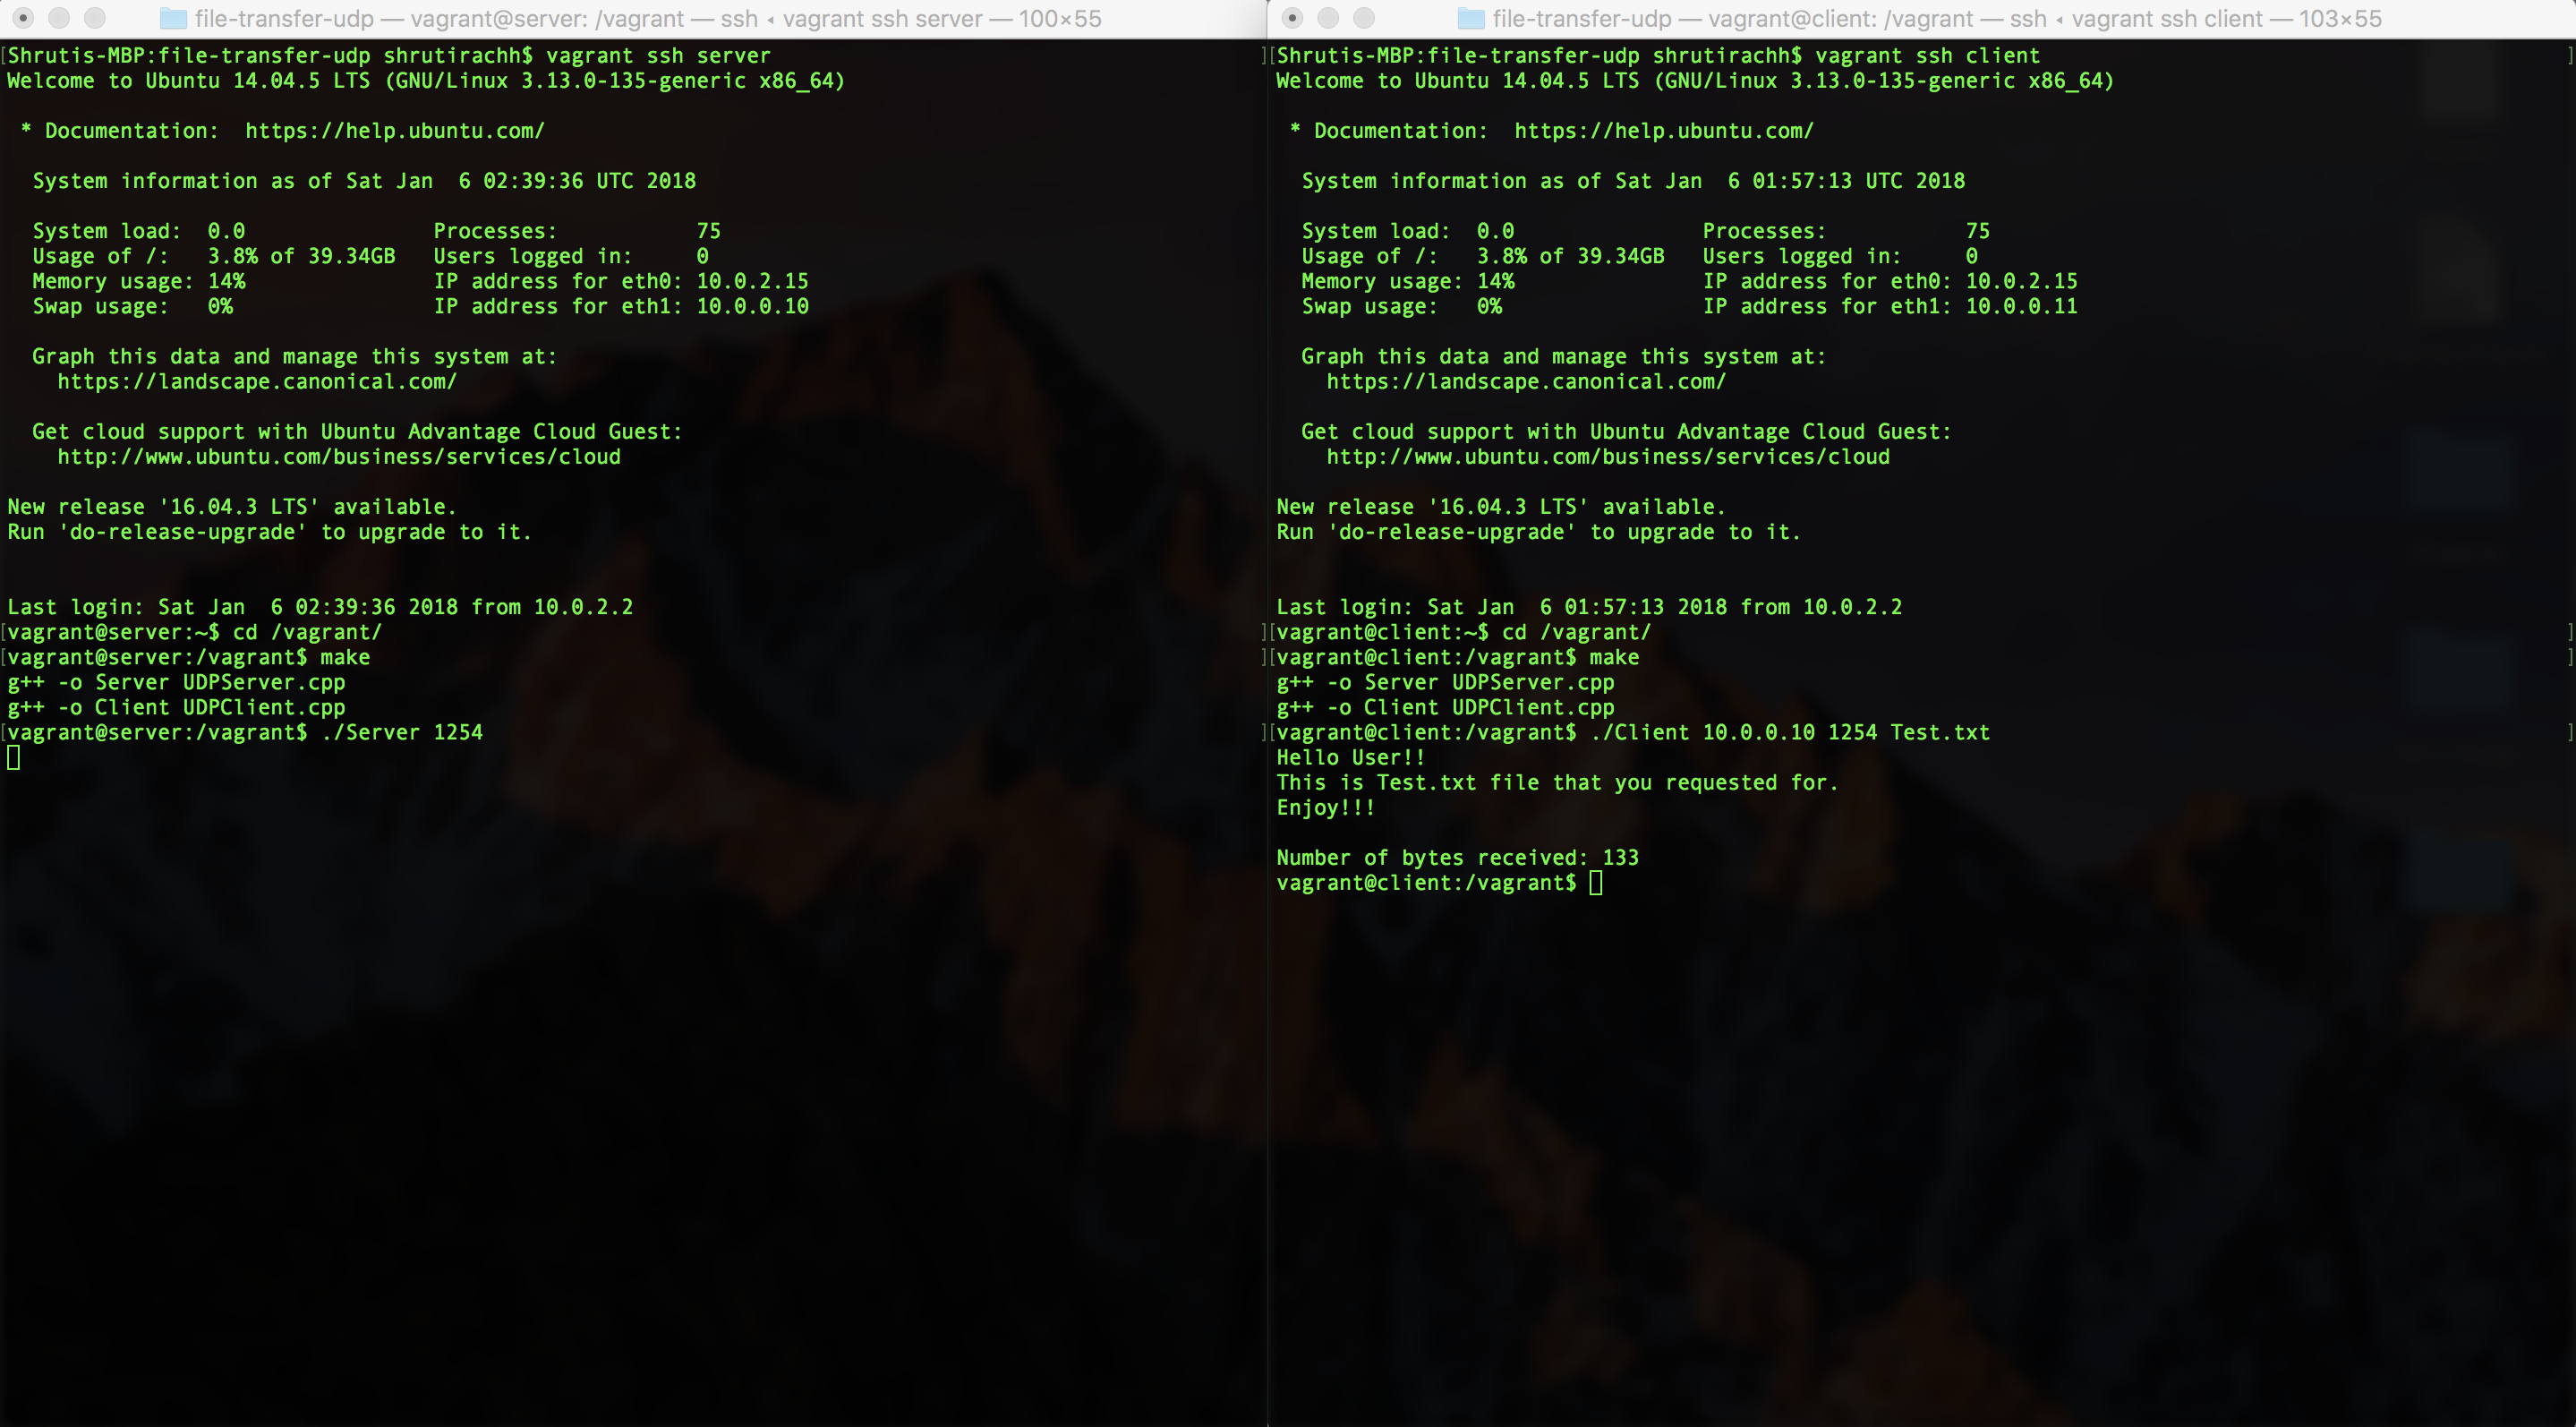 file-transfer-udp — vagrant@server: /vagrant — ssh ◂ vagrant ssh server — 100×55
[Shrutis-MBP:file-transfer-udp shrutirachh$ vagrant ssh server ]
Welcome to Ubuntu 14.04.5 LTS (GNU/Linux 3.13.0-135-generic x86_64)
* Documentation:  https://help.ubuntu.com/
System information as of Sat Jan  6 02:39:36 UTC 2018
System load:  0.0               Processes:           75
Usage of /:   3.8% of 39.34GB   Users logged in:     0
Memory usage: 14%               IP address for eth0: 10.0.2.15
Swap usage:   0%                IP address for eth1: 10.0.0.10
Graph this data and manage this system at:
https://landscape.canonical.com/
Get cloud support with Ubuntu Advantage Cloud Guest:
http://www.ubuntu.com/business/services/cloud
New release '16.04.3 LTS' available.
Run 'do-release-upgrade' to upgrade to it.
Last login: Sat Jan  6 02:39:36 2018 from 10.0.2.2
[vagrant@server:~$ cd /vagrant/ ]
[vagrant@server:/vagrant$ make ]
g++ -o Server UDPServer.cpp
g++ -o Client UDPClient.cpp
[vagrant@server:/vagrant$ ./Server 1254 ]
file-transfer-udp — vagrant@client: /vagrant — ssh ◂ vagrant ssh client — 103×55
[Shrutis-MBP:file-transfer-udp shrutirachh$ vagrant ssh client ]
Welcome to Ubuntu 14.04.5 LTS (GNU/Linux 3.13.0-135-generic x86_64)
* Documentation:  https://help.ubuntu.com/
System information as of Sat Jan  6 01:57:13 UTC 2018
System load:  0.0               Processes:           75
Usage of /:   3.8% of 39.34GB   Users logged in:     0
Memory usage: 14%               IP address for eth0: 10.0.2.15
Swap usage:   0%                IP address for eth1: 10.0.0.11
Graph this data and manage this system at:
https://landscape.canonical.com/
Get cloud support with Ubuntu Advantage Cloud Guest:
http://www.ubuntu.com/business/services/cloud
New release '16.04.3 LTS' available.
Run 'do-release-upgrade' to upgrade to it.
Last login: Sat Jan  6 01:57:13 2018 from 10.0.2.2
[vagrant@client:~$ cd /vagrant/ ]
[vagrant@client:/vagrant$ make ]
g++ -o Server UDPServer.cpp
g++ -o Client UDPClient.cpp
[vagrant@client:/vagrant$ ./Client 10.0.0.10 1254 Test.txt ]
Hello User!!
This is Test.txt file that you requested for.
Enjoy!!!
Number of bytes received: 133
vagrant@client:/vagrant$